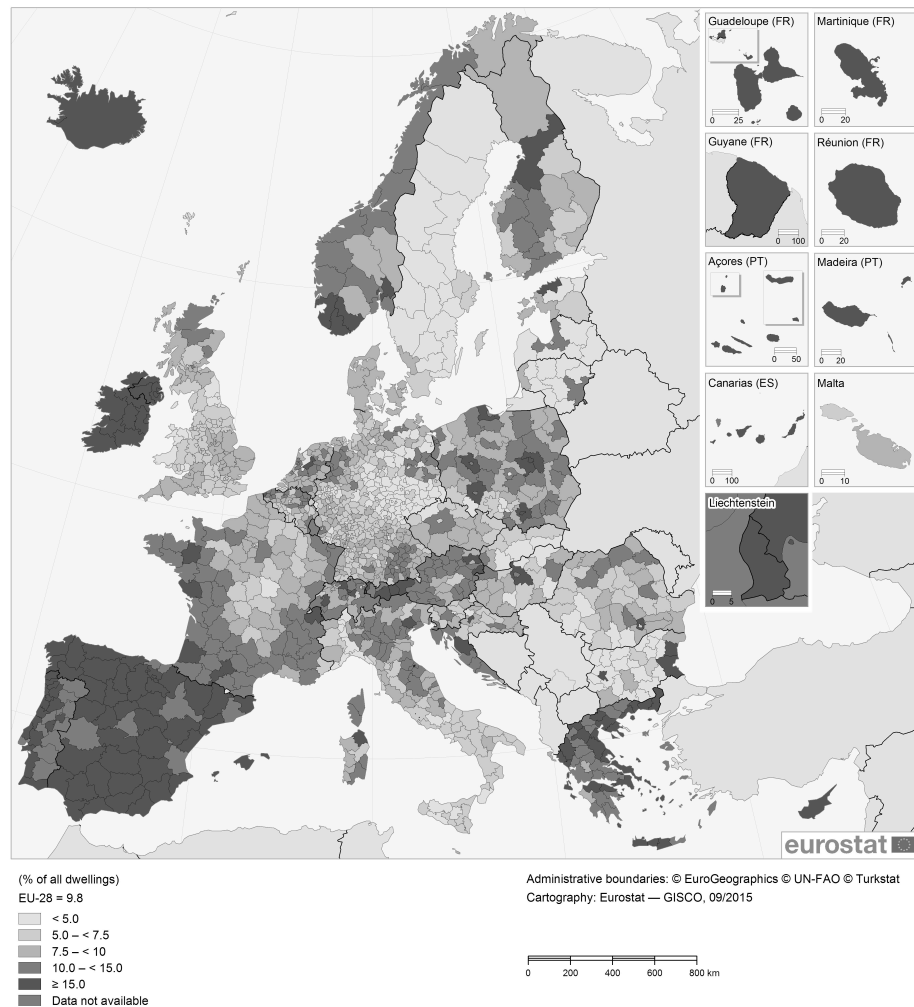 Guadeloupe (FR)
0 25
Martinique (FR)
0 20
Guyane (FR)
0 100
Réunion (FR)
0 20
Açores (PT)
0 50
Madeira (PT)
0 20
Canarias (ES)
0 100
Malta
0 10
Liechtenstein
0 5
eurostat
(% of all dwellings)
EU-28 = 9.8
< 5.0
5.0 – < 7.5
7.5 – < 10
10.0 – < 15.0
≥ 15.0
Data not available
Administrative boundaries: © EuroGeographics © UN-FAO © Turkstat
Cartography: Eurostat — GISCO, 09/2015
0 200 400 600 800 km